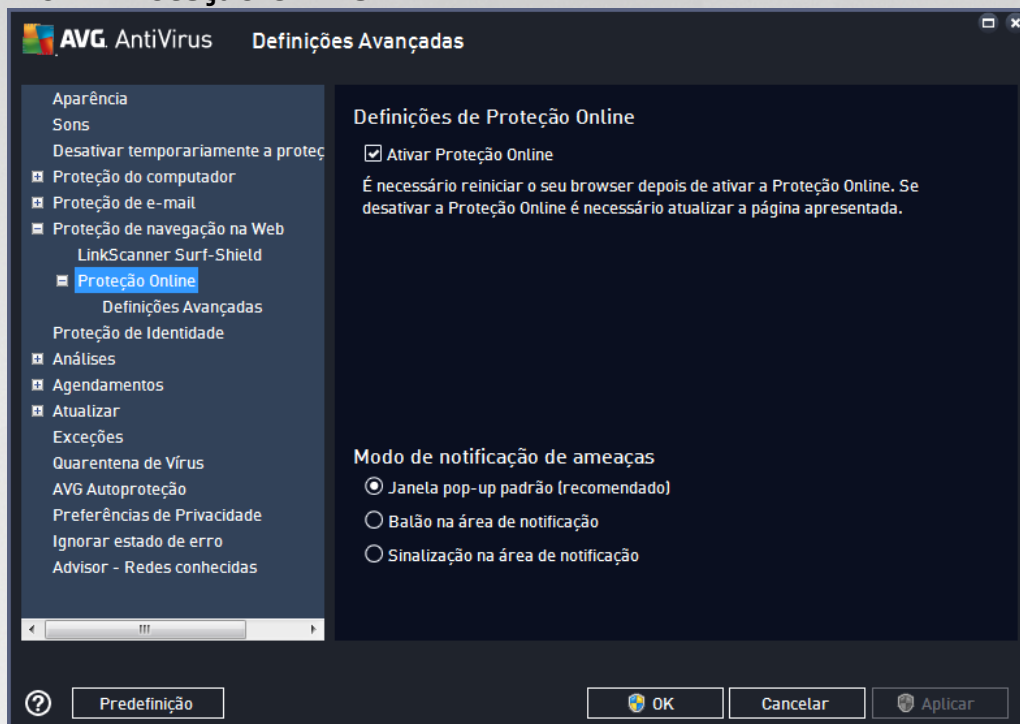 AVG. AntiVirus Definições Avançadas
Aparência
Sons
Desativar temporariamente a proteç
Proteção do computador
Proteção de e-mail
Proteção de navegação na Web
LinkScanner Surf-Shield
Proteção Online
Definições Avançadas
Proteção de Identidade
Análises
Agendamentos
Atualizar
Exceções
Quarentena de Vírus
AVG Autoproteção
Preferências de Privacidade
Ignorar estado de erro
Advisor - Redes conhecidas
Definições de Proteção Online
Ativar Proteção Online
É necessário reiniciar o seu browser depois de ativar a Proteção Online. Se
desativar a Proteção Online é necessário atualizar a página apresentada.
Modo de notificação de ameaças
Janela pop-up padrão (recomendado)
Balão na área de notificação
Sinalização na área de notificação
? Predefinição OK Cancelar Aplicar